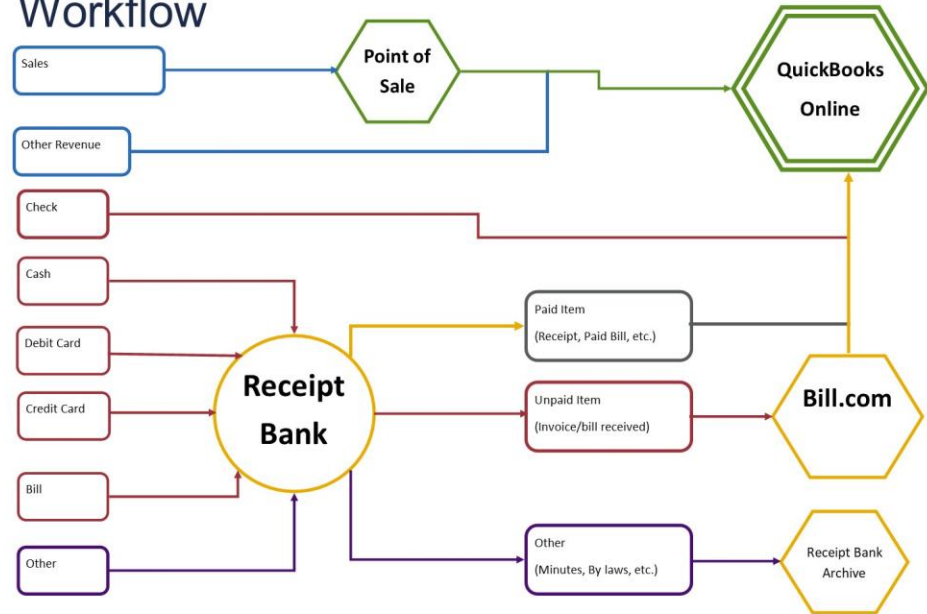 Workflow
Sales
Point of
Sale
QuickBooks
Online
Other Revenue
Check
Cash
Debit Card
Credit Card
Bill
Other
Receipt
Bank
Paid Item
(Receipt, Paid Bill, etc.)
Unpaid Item
(Invoice/bill received)
Bill.com
Other
(Minutes, By laws, etc.)
Receipt Bank
Archive